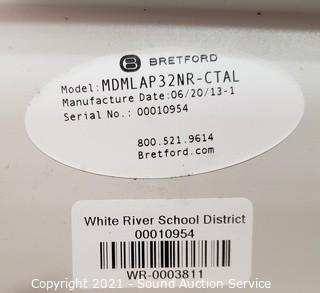 B BRETFORD
Model:MDMLAP32NR-CTAL
Manufacture Date:06/20/13-1
Serial No.: 00010954
800.521.9614
Bretford.com
White River School District
00010954
WR-0003811
Copyright © 2021 - Sound Auction Service